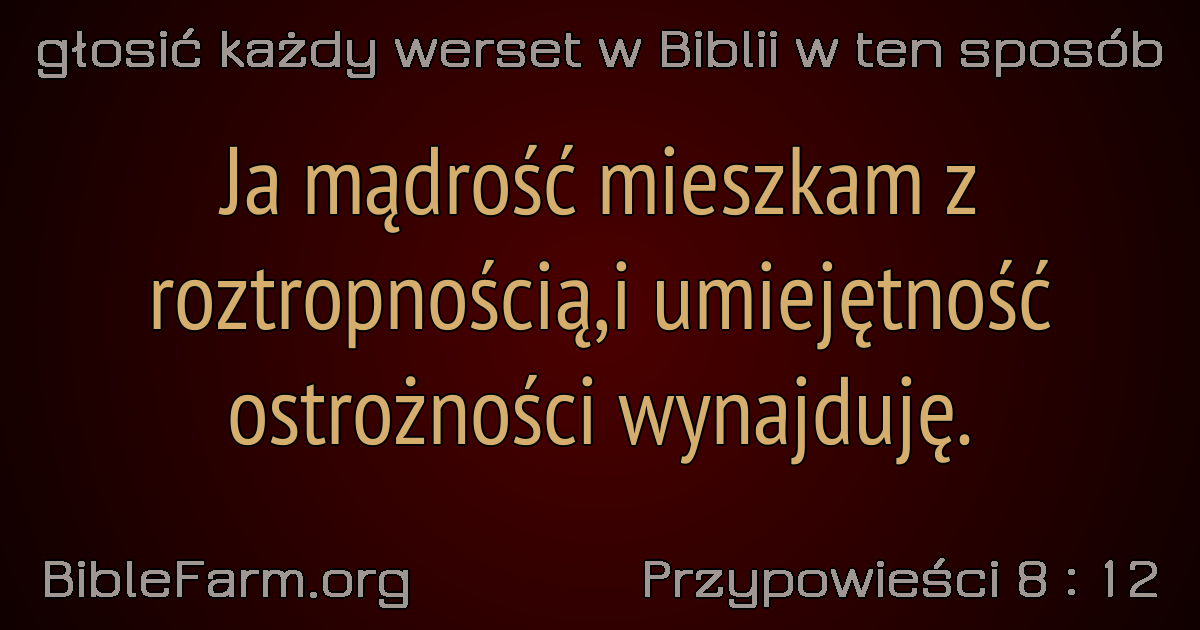 głosić każdy werset w Biblii w ten sposób
Ja mądrość mieszkam z
roztropnością,i umiejętność
ostrożności wynajduję.
BibleFarm.org
Przypowieści 8 : 12